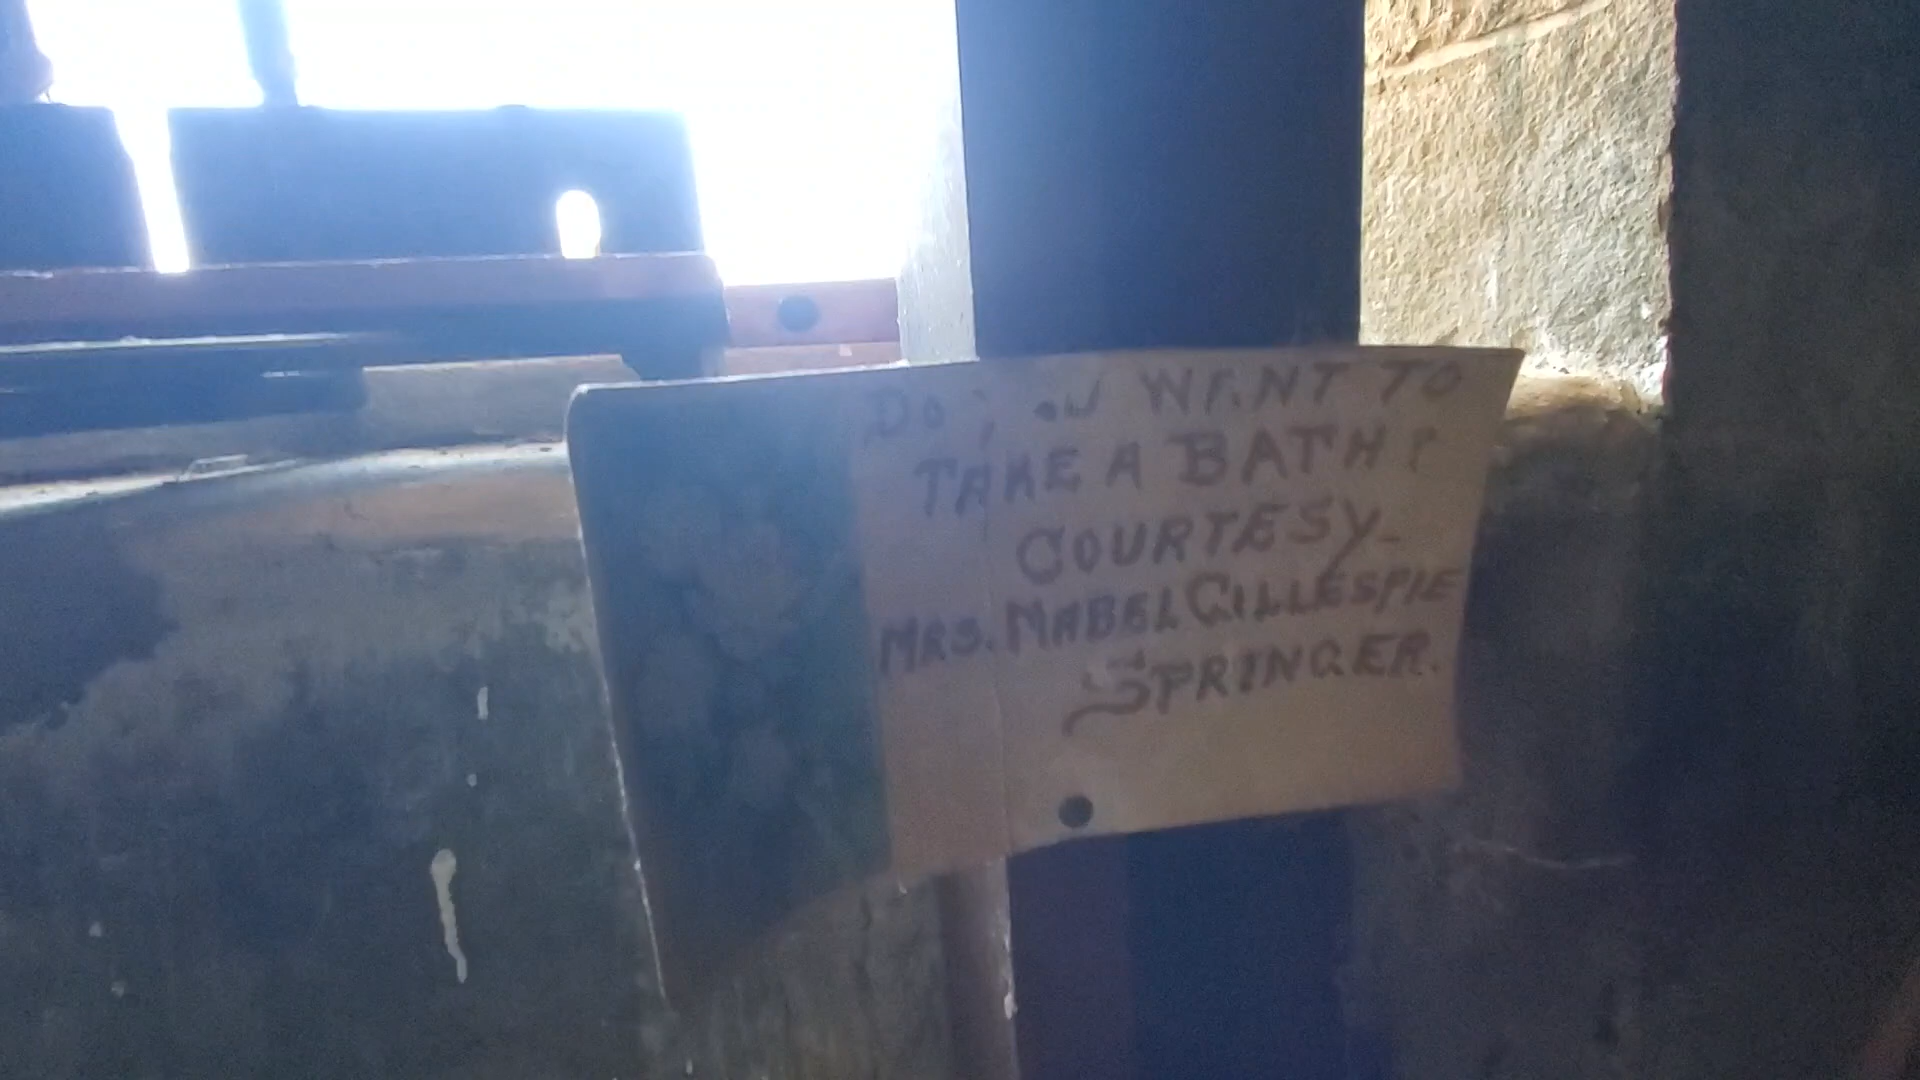 DO YOU WANT TO
TAKE A BATH?
COURTESY-
MRS. MABEL GILLESPIE
SPRINGER.